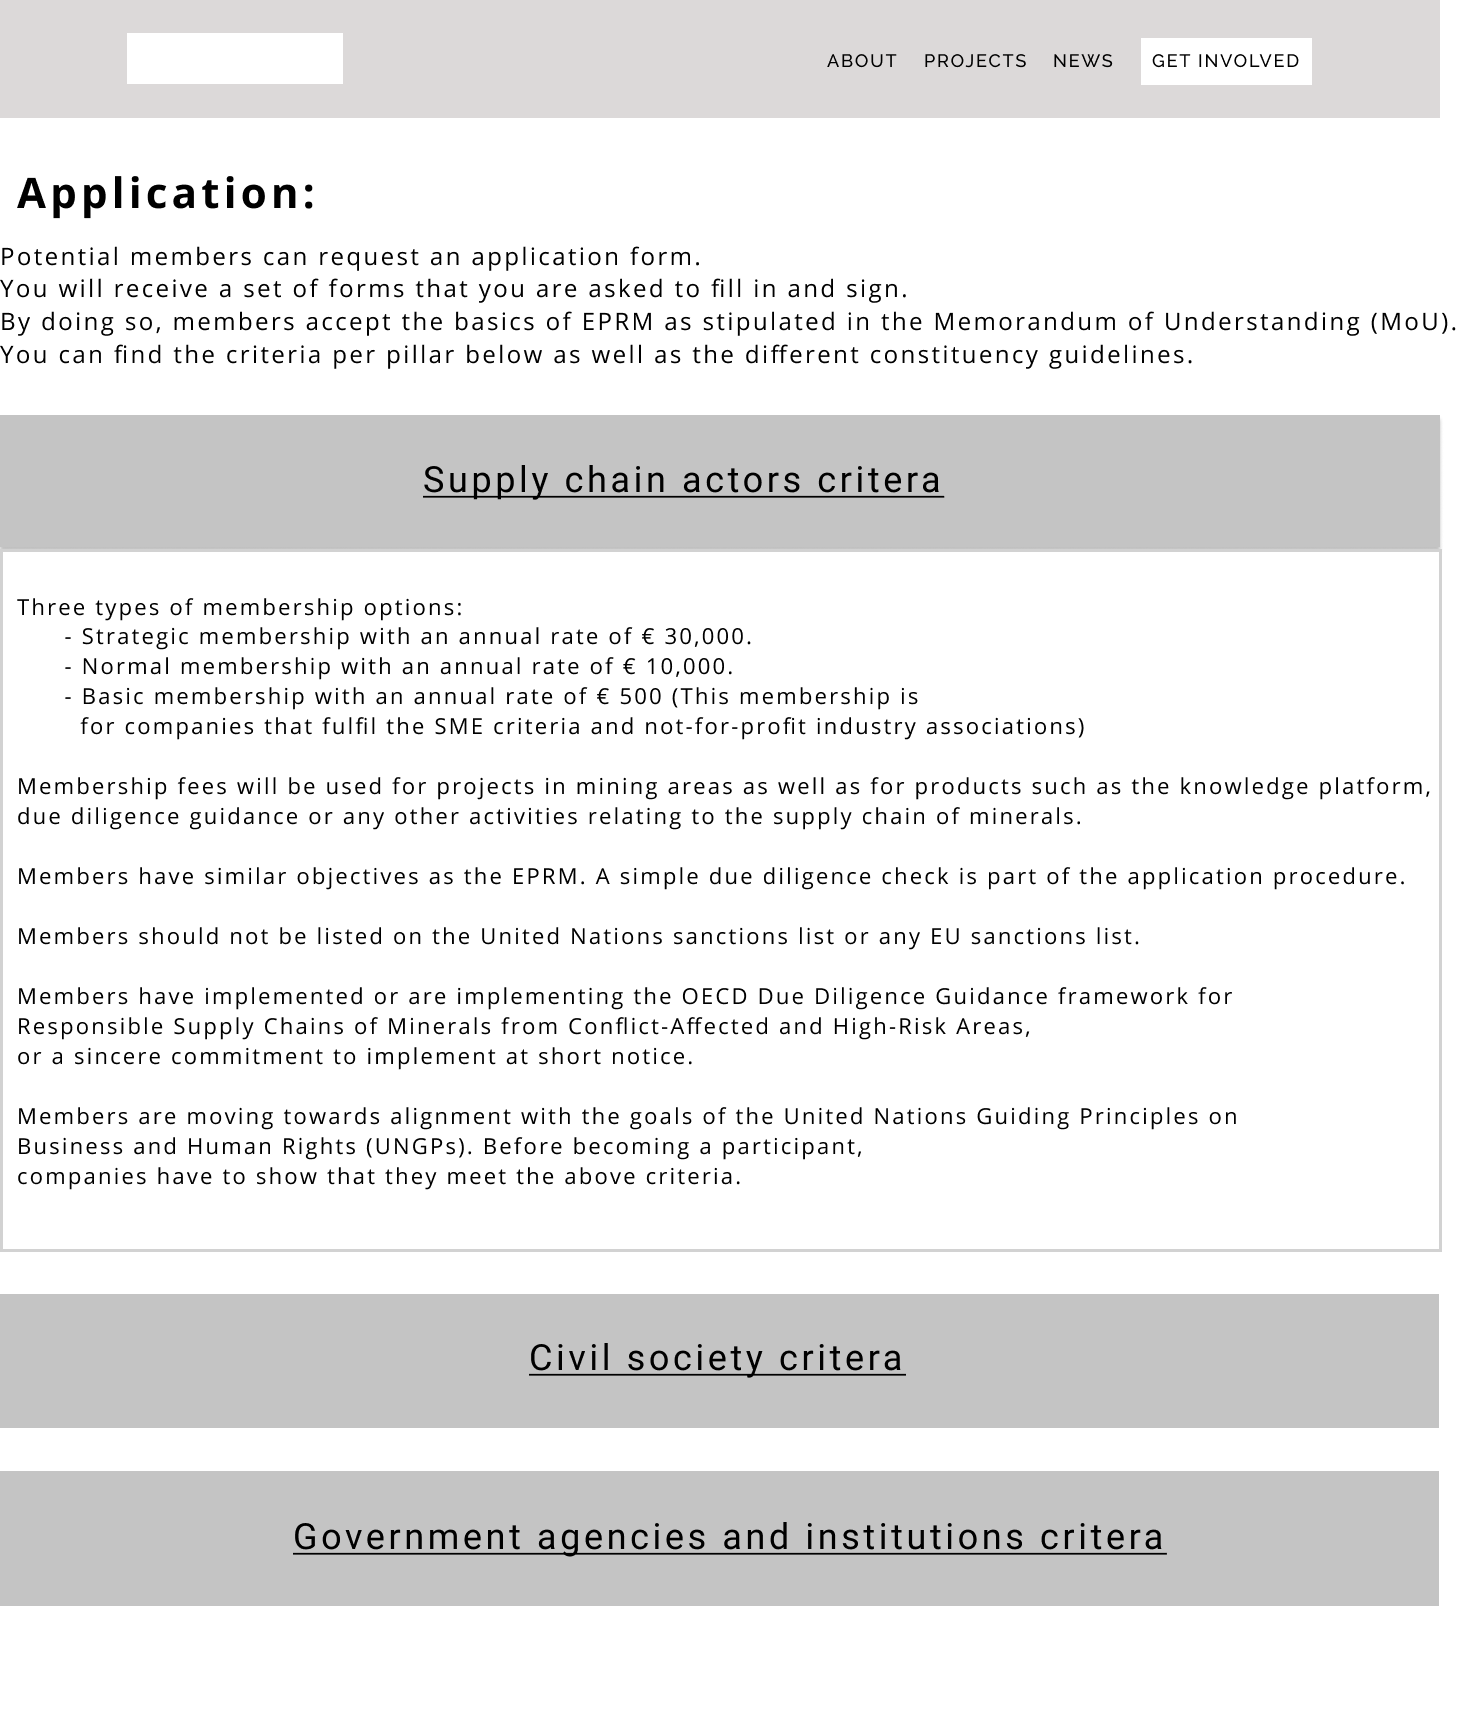 ABOUT PROJECTS NEWS GET INVOLVED
Application:
Potential members can request an application form.
You will receive a set of forms that you are asked to fill in and sign.
By doing so, members accept the basics of EPRM as stipulated in the Memorandum of Understanding (MoU).
You can find the criteria per pillar below as well as the different constituency guidelines.
Supply chain actors critera
Three types of membership options:
- Strategic membership with an annual rate of € 30,000.
- Normal membership with an annual rate of € 10,000.
- Basic membership with an annual rate of € 500 (This membership is
for companies that fulfil the SME criteria and not-for-profit industry associations)
Membership fees will be used for projects in mining areas as well as for products such as the knowledge platform,
due diligence guidance or any other activities relating to the supply chain of minerals.
Members have similar objectives as the EPRM. A simple due diligence check is part of the application procedure.
Members should not be listed on the United Nations sanctions list or any EU sanctions list.
Members have implemented or are implementing the OECD Due Diligence Guidance framework for
Responsible Supply Chains of Minerals from Conflict-Affected and High-Risk Areas,
or a sincere commitment to implement at short notice.
Members are moving towards alignment with the goals of the United Nations Guiding Principles on
Business and Human Rights (UNGPs). Before becoming a participant,
companies have to show that they meet the above criteria.
Civil society critera
Government agencies and institutions critera